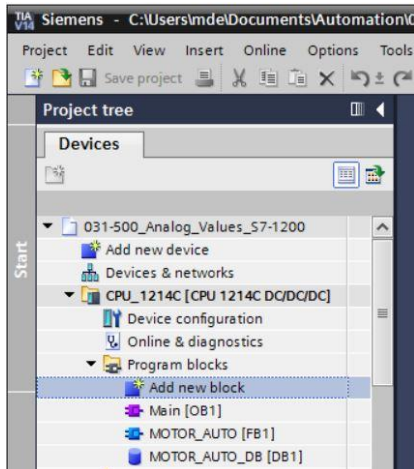 TIA
V14
Siemens - C:\Users\mde\Documents\Automation\
Project Edit View Insert Online Options Tools
Save project
Project tree
Devices
Start
031-500_Analog_Values_S7-1200
Add new device
Devices & networks
CPU_1214C [CPU 1214C DC/DC/DC]
Device configuration
Online & diagnostics
Program blocks
Add new block
Main [OB1]
MOTOR_AUTO [FB1]
MOTOR_AUTO_DB [DB1]